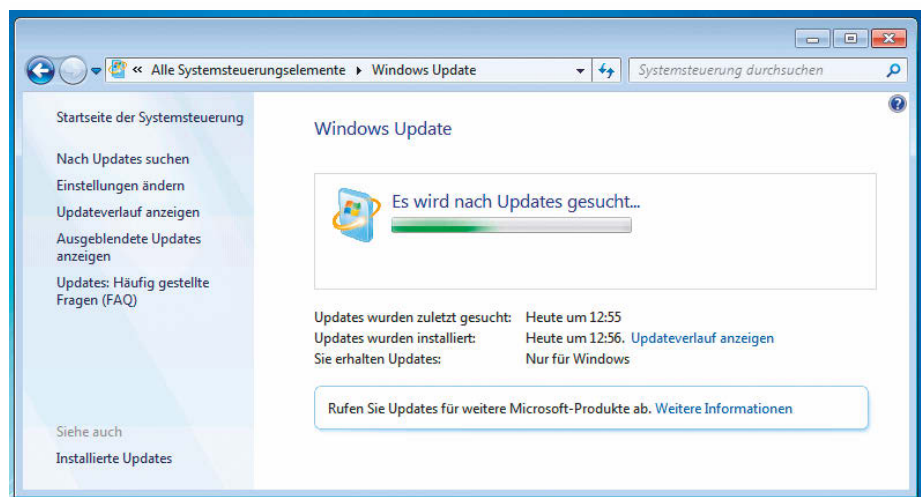 « Alle Systemsteuerungselemente ▸ Windows Update
Systemsteuerung durchsuchen
Startseite der Systemsteuerung
Nach Updates suchen
Einstellungen ändern
Updateverlauf anzeigen
Ausgeblendete Updates
anzeigen
Updates: Häufig gestellte
Fragen (FAQ)
Siehe auch
Installierte Updates
Windows Update
Es wird nach Updates gesucht...
Updates wurden zuletzt gesucht: Heute um 12:55
Updates wurden installiert: Heute um 12:56. Updateverlauf anzeigen
Sie erhalten Updates: Nur für Windows
Rufen Sie Updates für weitere Microsoft-Produkte ab. Weitere Informationen